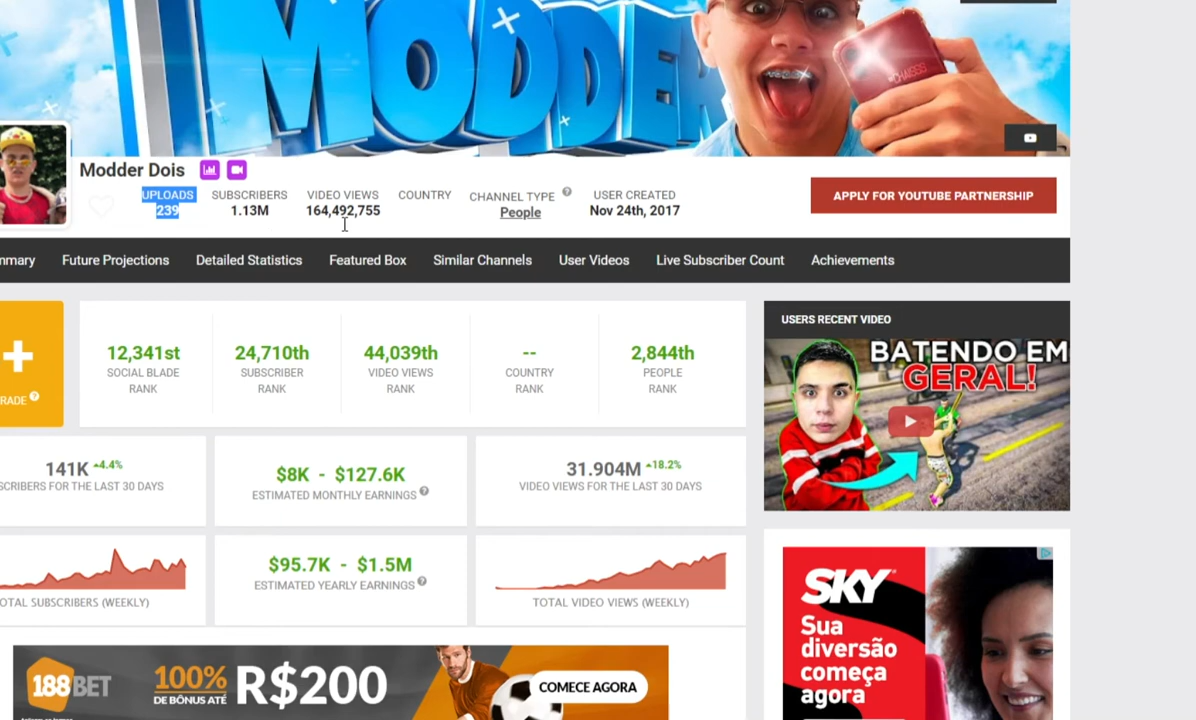 MODDER
Modder Dois
UPLOADS
239
SUBSCRIBERS
1.13M
VIDEO VIEWS
164,492,755
COUNTRY
CHANNEL TYPE ?
People
USER CREATED
Nov 24th, 2017
APPLY FOR YOUTUBE PARTNERSHIP
mmary
Future Projections
Detailed Statistics
Featured Box
Similar Channels
User Videos
Live Subscriber Count
Achievements
+
RADE ?
12,341st
SOCIAL BLADE
RANK
24,710th
SUBSCRIBER
RANK
44,039th
VIDEO VIEWS
RANK
--
COUNTRY
RANK
2,844th
PEOPLE
RANK
USERS RECENT VIDEO
BATENDO EM
GERAL!
141K 4.4%
SCRIBERS FOR THE LAST 30 DAYS
$8K - $127.6K
ESTIMATED MONTHLY EARNINGS ?
31.904M 18.2%
VIDEO VIEWS FOR THE LAST 30 DAYS
OTAL SUBSCRIBERS (WEEKLY)
$95.7K - $1.5M
ESTIMATED YEARLY EARNINGS ?
TOTAL VIDEO VIEWS (WEEKLY)
188BET
100%
DE BÔNUS ATÉ
R$200
COMECE AGORA
SKY
Sua
diversão
começa
agora